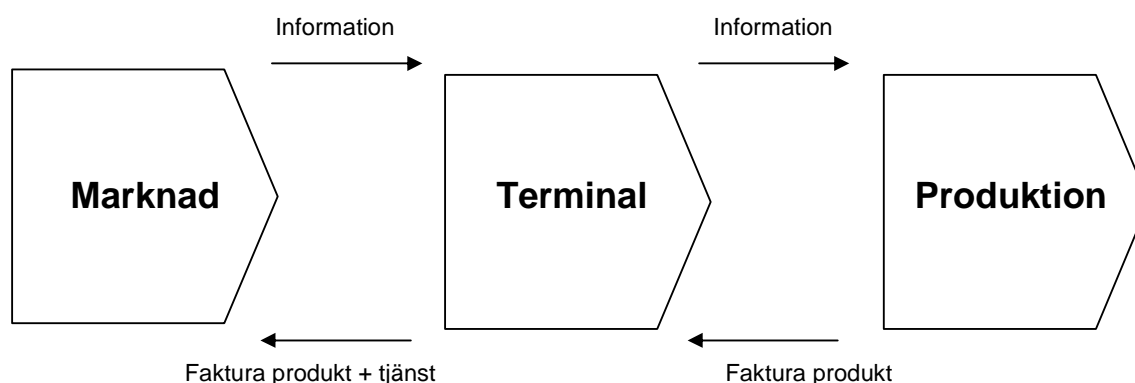 Information
Information
Marknad
Terminal
Produktion
Faktura produkt + tjänst
Faktura produkt